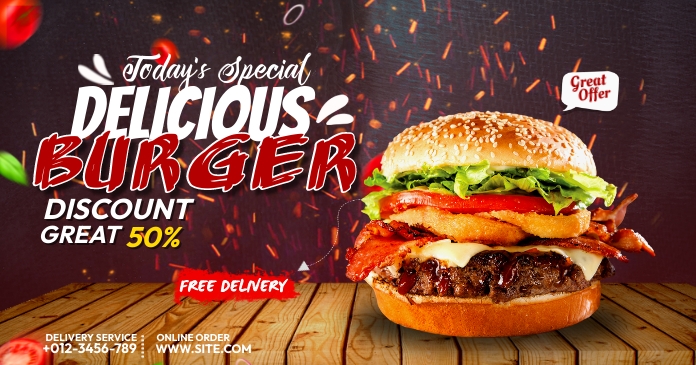 Today's Special
DELICIOUS
BURGER
DISCOUNT
GREAT 50%
Great
Offer
FREE DELIVERY
DELIVERY SERVICE
+012-3456-789
ONLINE ORDER
WWW.SITE.COM